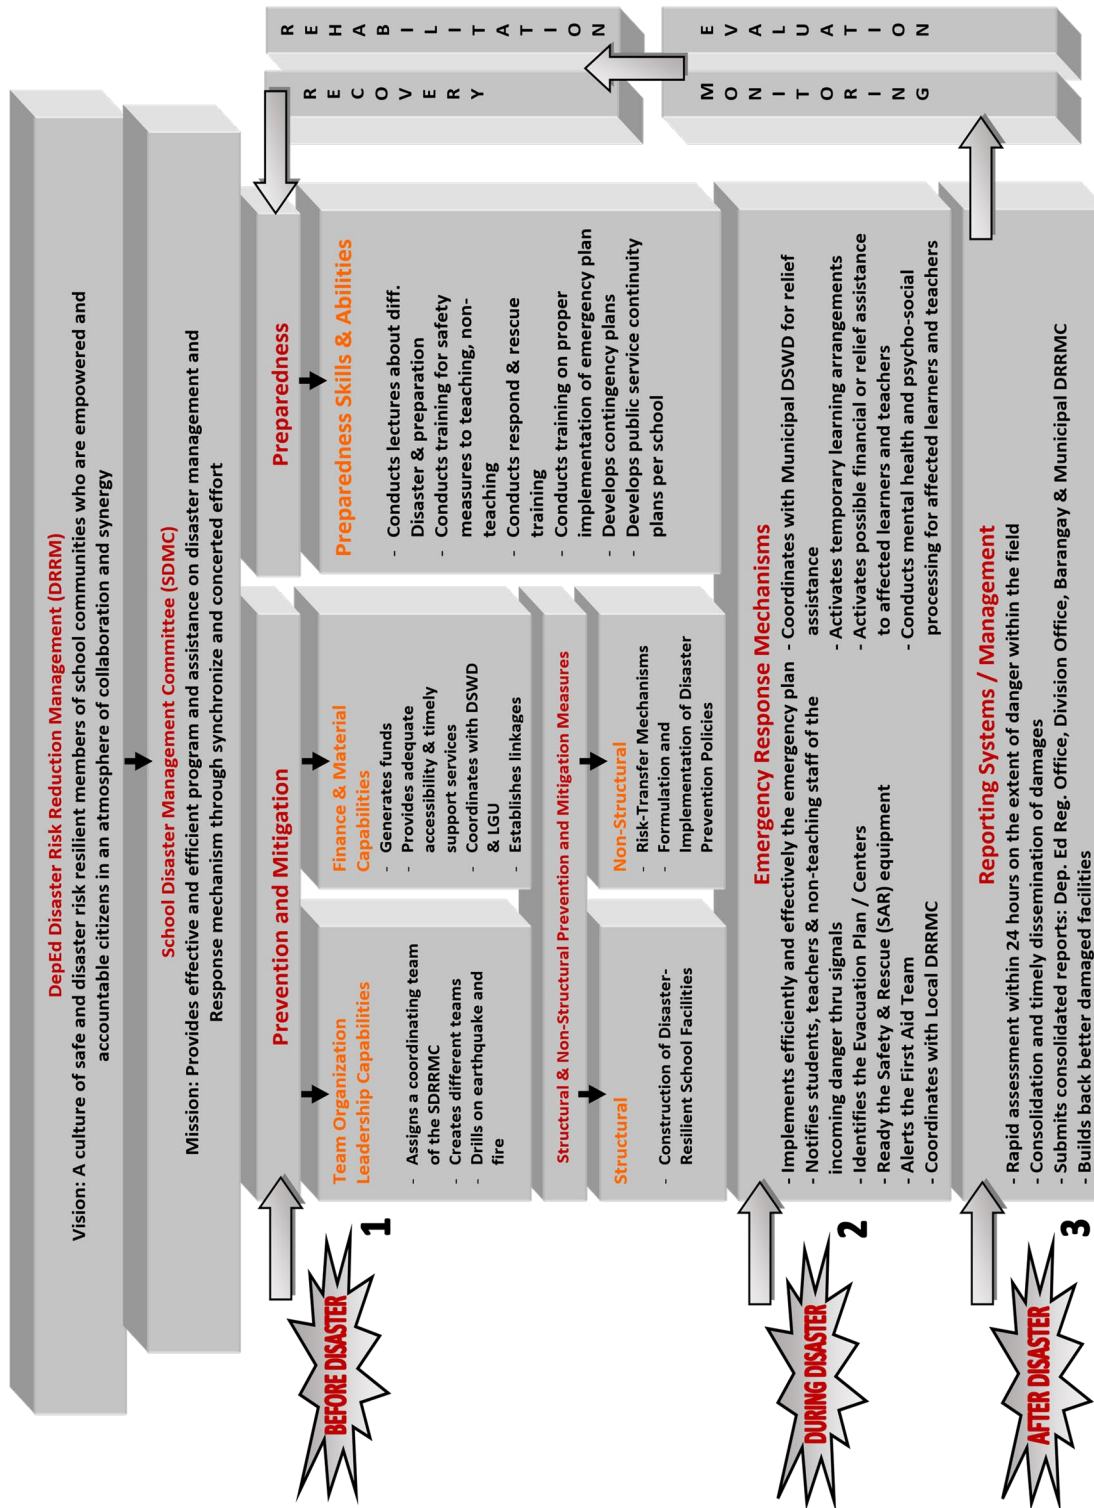 DepEd Disaster Risk Reduction Management (DRRM)
Vision: A culture of safe and disaster risk resilient members of school communities who are empowered and
accountable citizens in an atmosphere of collaboration and synergy
School Disaster Management Committee (SDMC)
Mission: Provides effective and efficient program and assistance on disaster management and
Response mechanism through synchronize and concerted effort
BEFORE DISASTER
1
Prevention and Mitigation
Team Organization
Leadership Capabilities
- Assigns a coordinating team
of the SDRRMC
- Creates different teams
- Drills on earthquake and
fire
Finance & Material
Capabilities
- Generates funds
- Provides adequate
accessibility & timely
support services
- Coordinates with DSWD
& LGU
- Establishes linkages
Structural & Non-Structural Prevention and Mitigation Measures
Structural
- Construction of Disaster-
Resilient School Facilities
Non-Structural
- Risk-Transfer Mechanisms
- Formulation and
Implementation of Disaster
Prevention Policies
Preparedness
Preparedness Skills & Abilities
- Conducts lectures about diff.
Disaster & preparation
- Conducts training for safety
measures to teaching, non-
teaching
- Conducts respond & rescue
training
- Conducts training on proper
implementation of emergency plan
- Develops contingency plans
- Develops public service continuity
plans per school
DURING DISASTER
2
Emergency Response Mechanisms
- Implements efficiently and effectively the emergency plan
- Notifies students, teachers & non-teaching staff of the
incoming danger thru signals
- Identifies the Evacuation Plan / Centers
- Ready the Safety & Rescue (SAR) equipment
- Alerts the First Aid Team
- Coordinates with Local DRRMC
- Coordinates with Municipal DSWD for relief
assistance
- Activates temporary learning arrangements
- Activates possible financial or relief assistance
to affected learners and teachers
- Conducts mental health and psycho-social
processing for affected learners and teachers
AFTER DISASTER
3
Reporting Systems / Management
- Rapid assessment within 24 hours on the extent of danger within the field
- Consolidation and timely dissemination of damages
- Submits consolidated reports: Dep. Ed Reg. Office, Division Office, Barangay & Municipal DRRMC
- Builds back better damaged facilities
MONITORING
EVALUATION
RECOVERY
REHABILITATION